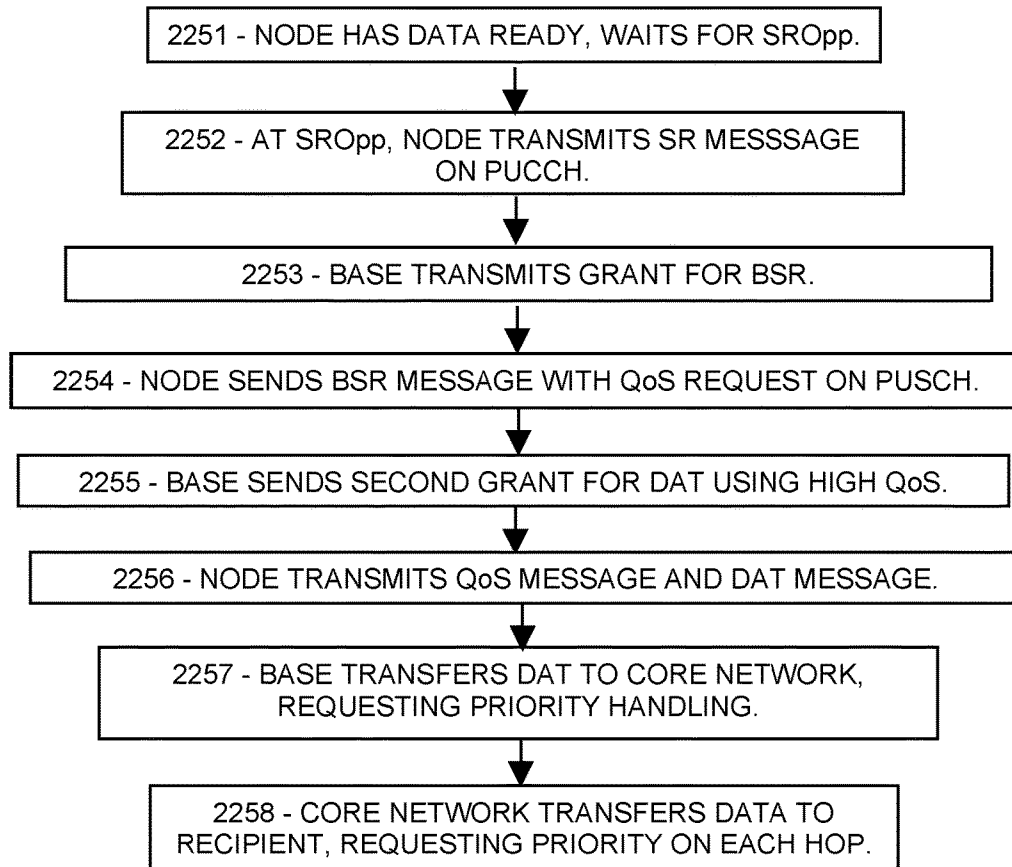 2251 - NODE HAS DATA READY, WAITS FOR SROpp.
2252 - AT SROpp, NODE TRANSMITS SR MESSSAGE
ON PUCCH.
2253 - BASE TRANSMITS GRANT FOR BSR.
2254 - NODE SENDS BSR MESSAGE WITH QoS REQUEST ON PUSCH.
2255 - BASE SENDS SECOND GRANT FOR DAT USING HIGH QoS.
2256 - NODE TRANSMITS QoS MESSAGE AND DAT MESSAGE.
2257 - BASE TRANSFERS DAT TO CORE NETWORK,
REQUESTING PRIORITY HANDLING.
2258 - CORE NETWORK TRANSFERS DATA TO
RECIPIENT, REQUESTING PRIORITY ON EACH HOP.